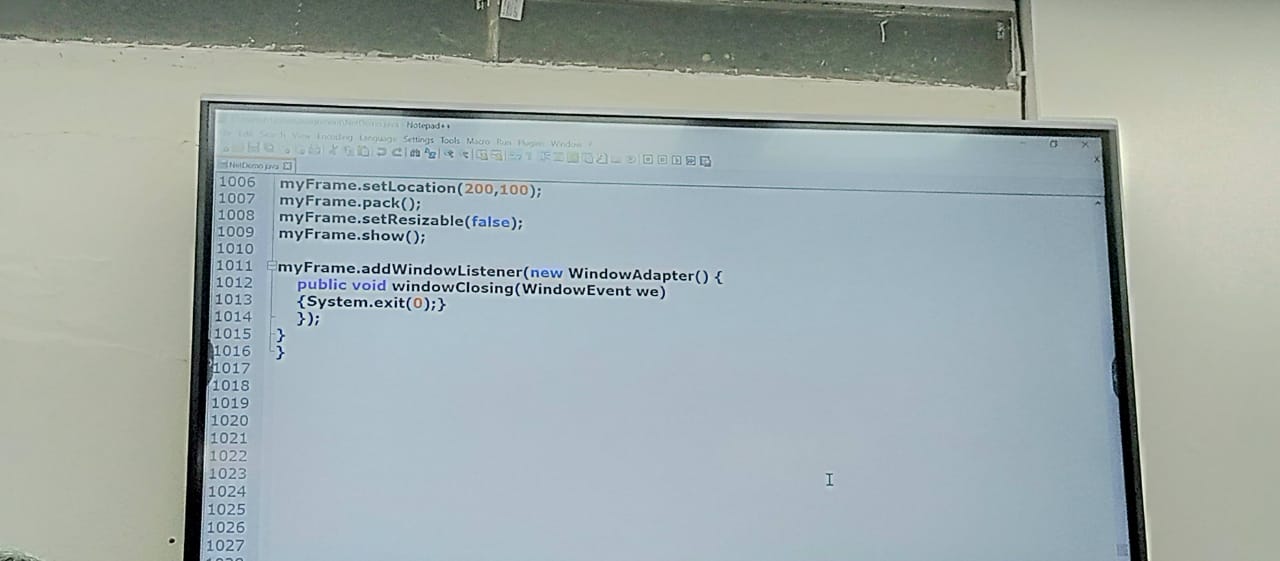 Notepad++
Edit Search View Encoding Language Settings Tools Macro Run Plugins Window ?
NetDemo.java
1006 myFrame.setLocation(200,100);
1007 myFrame.pack();
1008 myFrame.setResizable(false);
1009 myFrame.show();
1010
1011 myFrame.addWindowListener(new WindowAdapter() {
1012 public void windowClosing(WindowEvent we)
1013 {System.exit(0);}
1014 });
1015 }
1016 }
1017
1018
1019
1020
1021
1022
1023
1024
1025
1026
1027